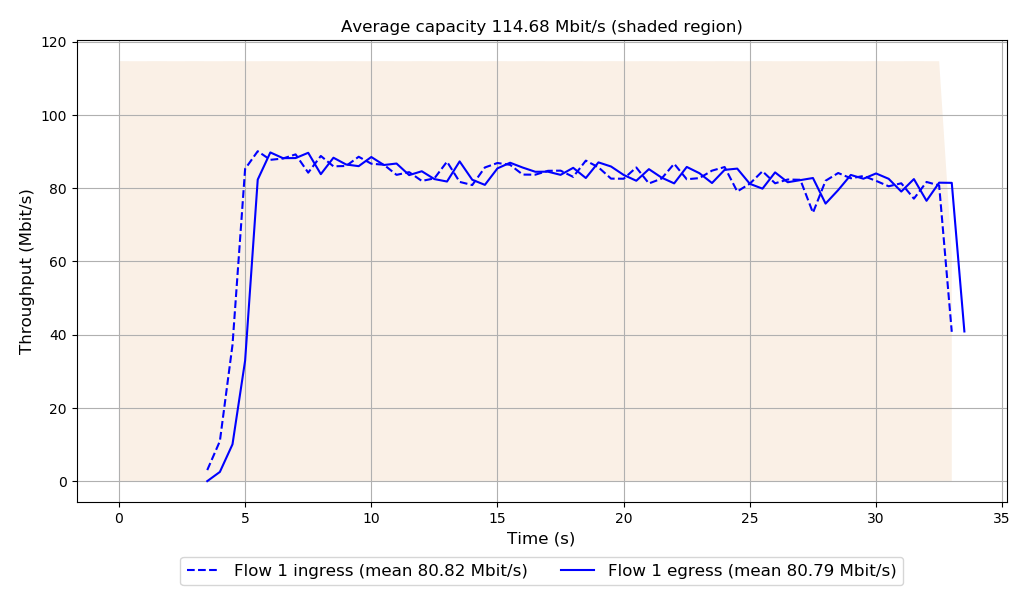 Average capacity 114.68 Mbit/s (shaded region)
120
100
80
60
40
20
0
Throughput (Mbit/s)
0 5 10 15 20 25 30 35
Time (s)
Flow 1 ingress (mean 80.82 Mbit/s) Flow 1 egress (mean 80.79 Mbit/s)